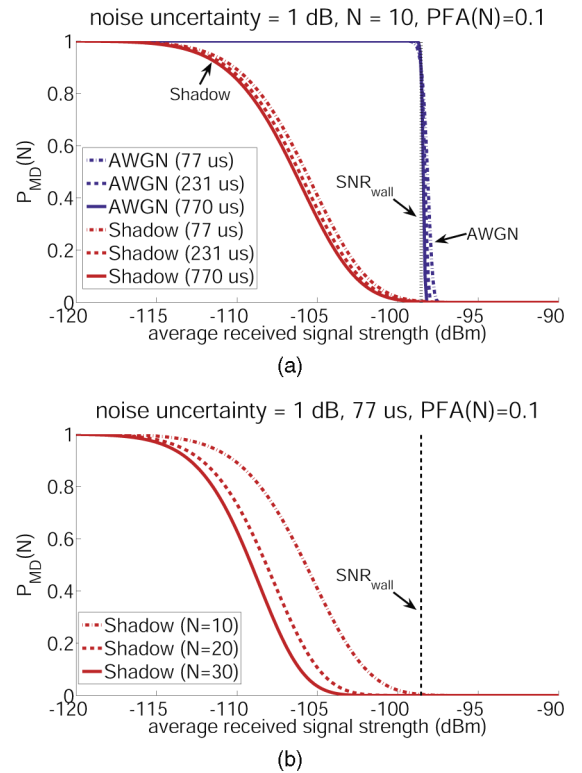 noise uncertainty = 1 dB, N = 10, PFA(N)=0.1
1
0.8
0.6
0.4
0.2
0
P_MD(N)
Shadow
AWGN (77 us)
AWGN (231 us)
AWGN (770 us)
Shadow (77 us)
Shadow (231 us)
Shadow (770 us)
SNR_wall
AWGN
-120 -115 -110 -105 -100 -95 -90
average received signal strength (dBm)
(a)
noise uncertainty = 1 dB, 77 us, PFA(N)=0.1
1
0.8
0.6
0.4
0.2
0
P_MD(N)
SNR_wall
Shadow (N=10)
Shadow (N=20)
Shadow (N=30)
-120 -115 -110 -105 -100 -95 -90
average received signal strength (dBm)
(b)